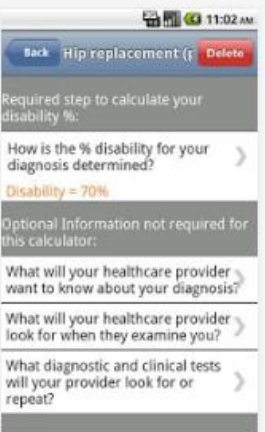 11:02 AM
Back Hip replacement (p Delete
Required step to calculate your
disability %:
How is the % disability for your
diagnosis determined?
Disability = 70%
Optional Information not required for
this calculator:
What will your healthcare provider
want to know about your diagnosis?
What will your healthcare provider
look for when they examine you?
What diagnostic and clinical tests
will your provider look for or
repeat?